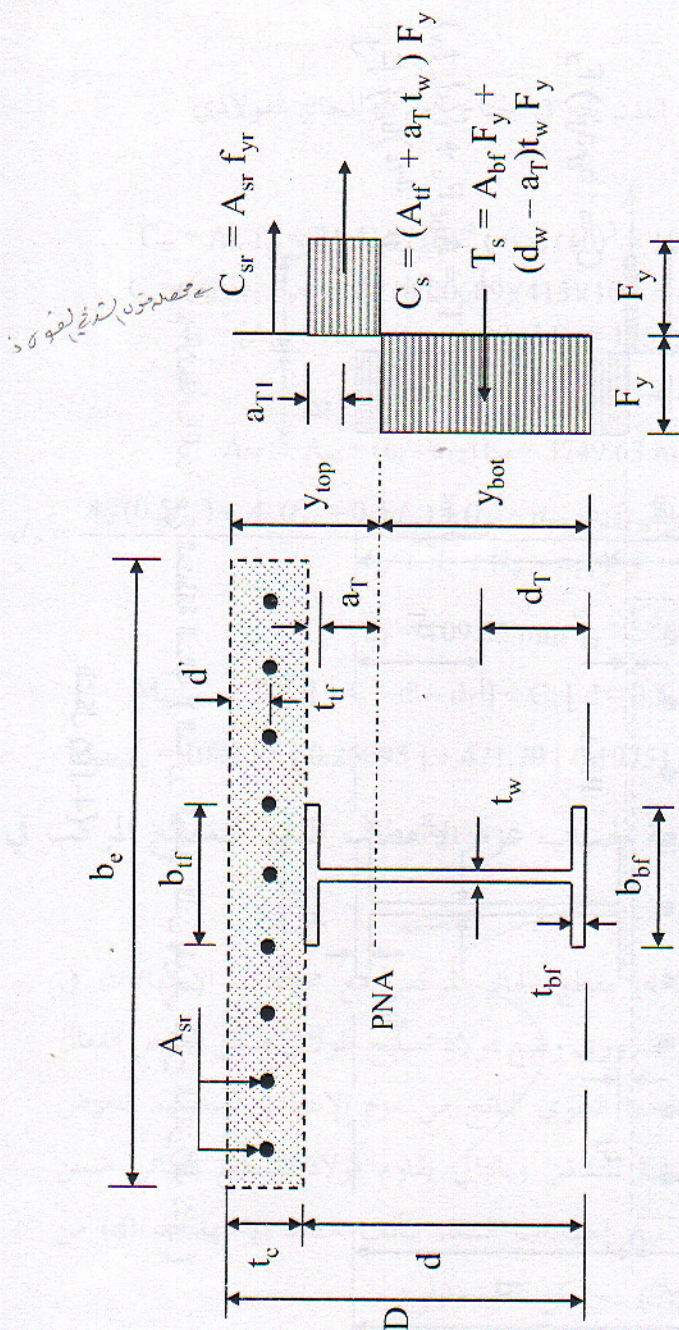 b_e
b_tf
A_sr
d'
t_tf
t_c
d
D
PNA
t_w
t_bf
b_bf
a_T
d_T
y_top
y_bot
a_T1
C_sr = A_sr f_yr
C_s = (A_tf + a_T t_w ) F_y
T_s = A_bf F_y +
(d_w – a_T)t_w F_y
F_y
F_y